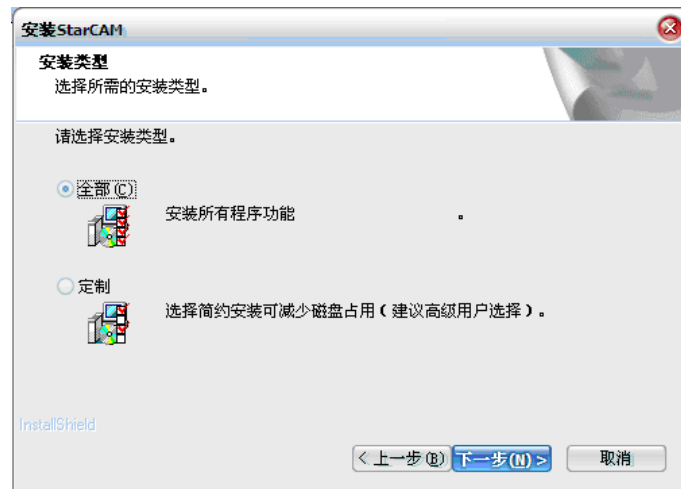 安装StarCAM
安装类型
选择所需的安装类型。
请选择安装类型。
全部(C)
安装所有程序功能 。
定制
选择简约安装可减少磁盘占用(建议高级用户选择)。
InstallShield
< 上一步(B) 下一步(N) > 取消